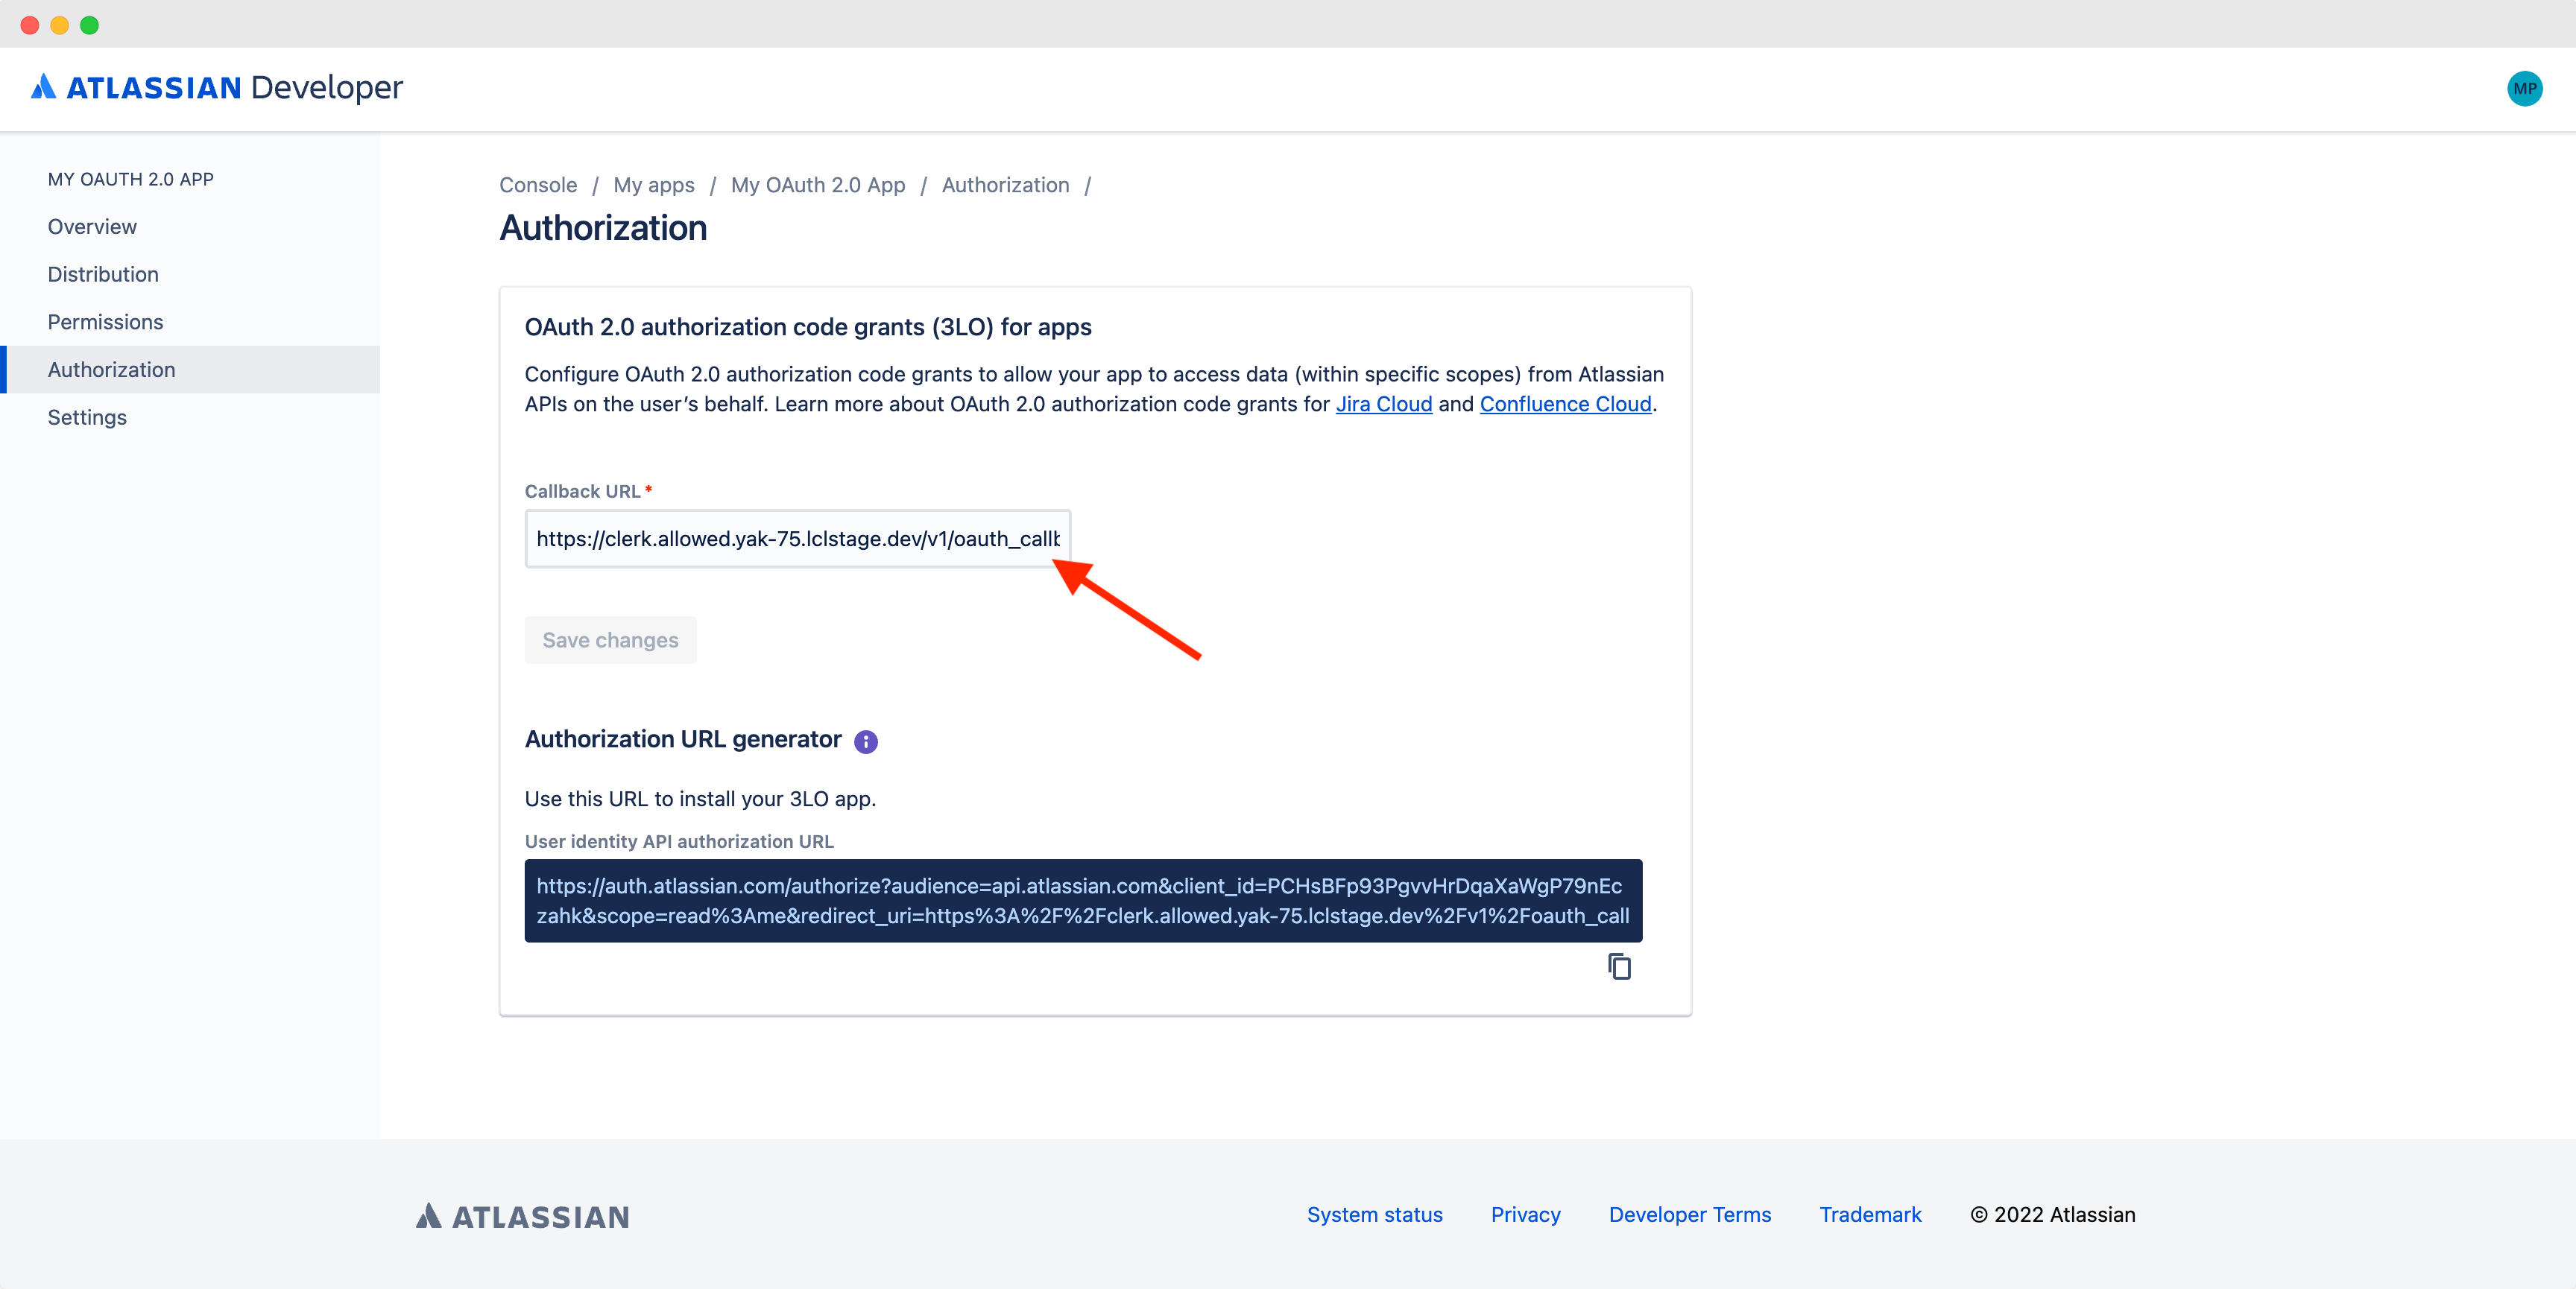 ATLASSIAN Developer
MP
MY OAUTH 2.0 APP
Overview
Distribution
Permissions
Authorization
Settings
Console / My apps / My OAuth 2.0 App / Authorization /
Authorization
OAuth 2.0 authorization code grants (3LO) for apps
Configure OAuth 2.0 authorization code grants to allow your app to access data (within specific scopes) from Atlassian
APIs on the user's behalf. Learn more about OAuth 2.0 authorization code grants for Jira Cloud and Confluence Cloud.
Callback URL *
https://clerk.allowed.yak-75.lclstage.dev/v1/oauth_callb
Save changes
Authorization URL generator
Use this URL to install your 3LO app.
User identity API authorization URL
https://auth.atlassian.com/authorize?audience=api.atlassian.com&client_id=PCHsBFp93PgvvHrDqaXaWgP79nEc
zahk&scope=read%3Ame&redirect_uri=https%3A%2F%2Fclerk.allowed.yak-75.lclstage.dev%2Fv1%2Foauth_call
ATLASSIAN
System status Privacy Developer Terms Trademark © 2022 Atlassian